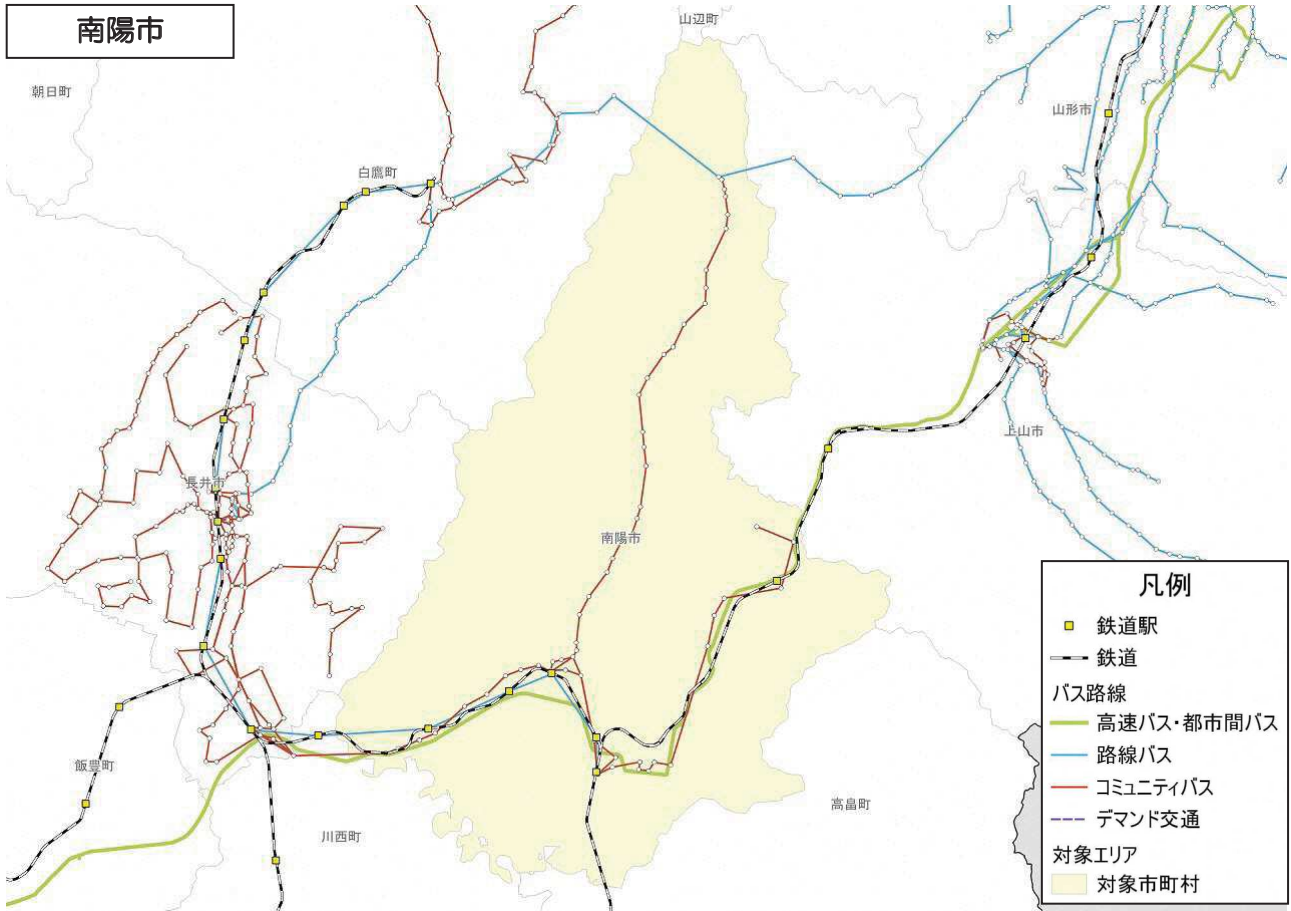 南陽市
山辺町
朝日町
山形市
白鷹町
上山市
長井市
南陽市
飯豊町
高畠町
川西町
凡例
鉄道駅
鉄道
バス路線
高速バス・都市間バス
路線バス
コミュニティバス
デマンド交通
対象エリア
対象市町村